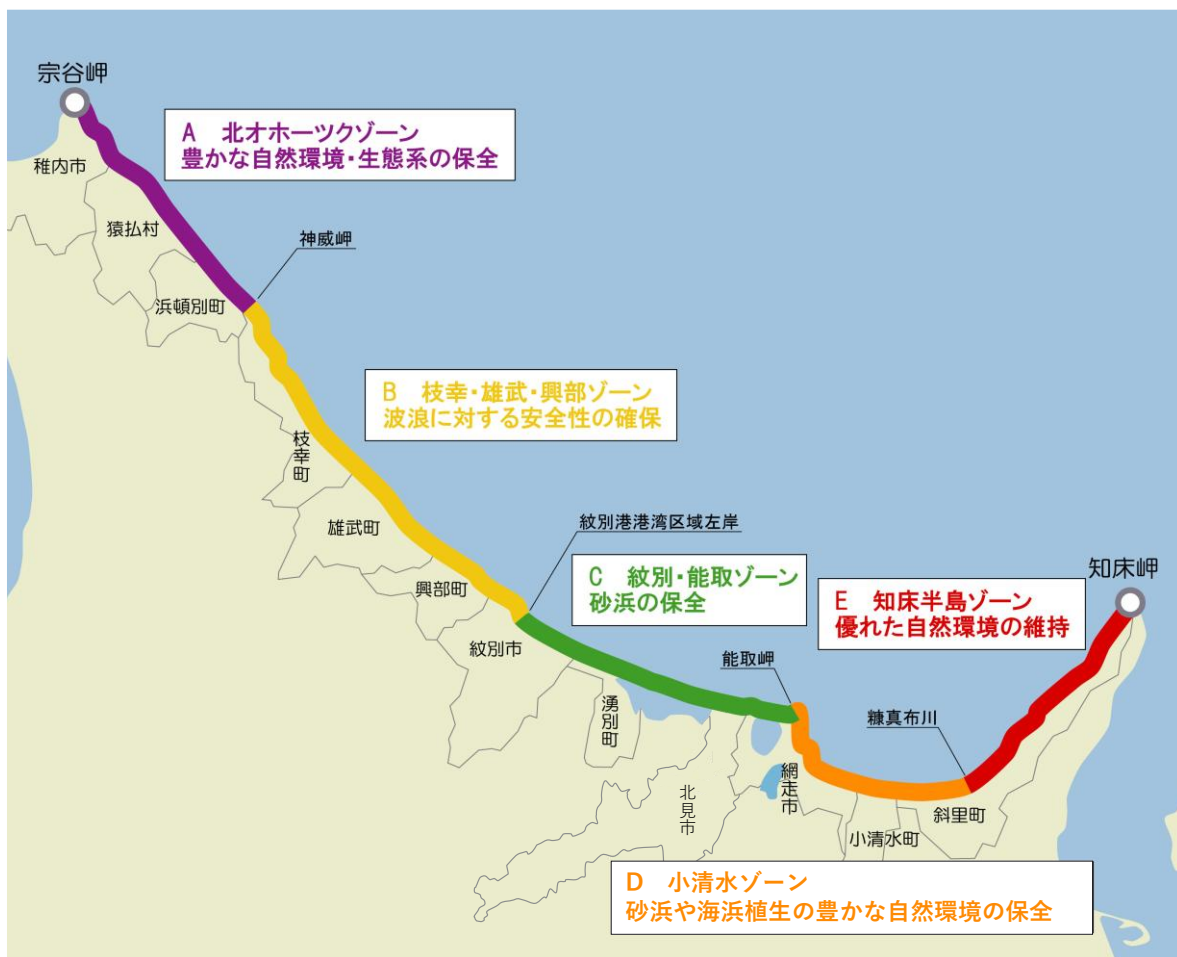 宗谷岬
A　北オホーツクゾーン
豊かな自然環境・生態系の保全
稚内市
猿払村
神威岬
浜頓別町
B　枝幸・雄武・興部ゾーン
波浪に対する安全性の確保
枝幸町
雄武町
紋別港港湾区域左岸
興部町
C　紋別・能取ゾーン
砂浜の保全
知床岬
E　知床半島ゾーン
優れた自然環境の維持
紋別市
能取岬
湧別町
糠真布川
網走市
北見市
斜里町
小清水町
D　小清水ゾーン
砂浜や海浜植生の豊かな自然環境の保全